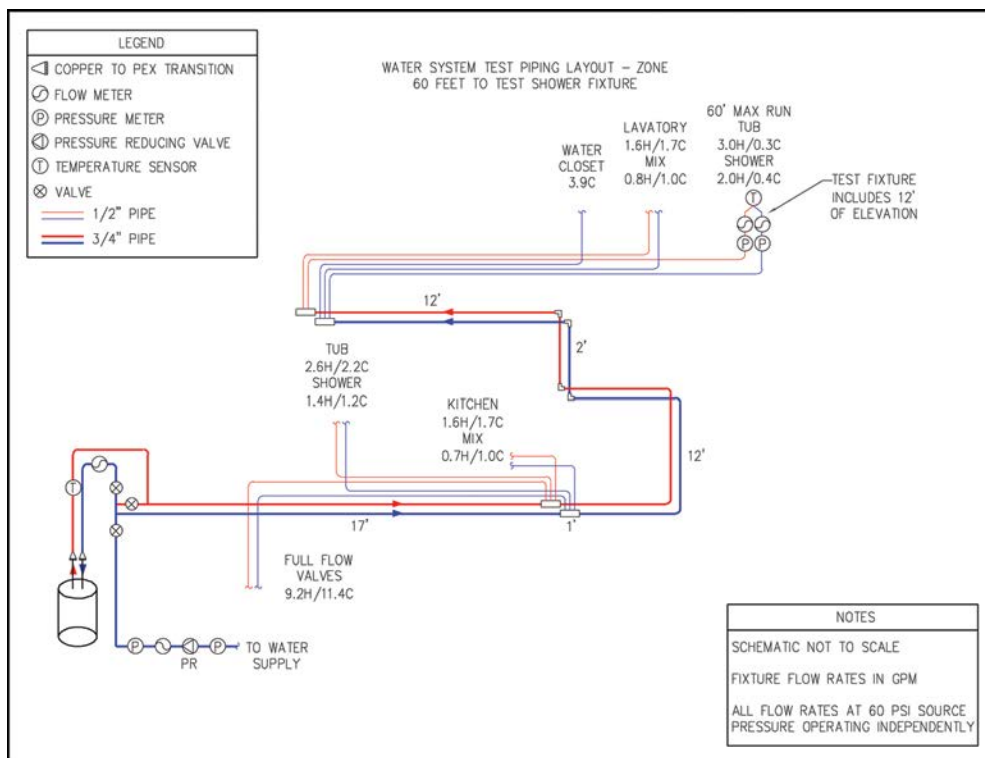 LEGEND
COPPER TO PEX TRANSITION
FLOW METER
P PRESSURE METER
PRESSURE REDUCING VALVE
T TEMPERATURE SENSOR
VALVE
1/2" PIPE
3/4" PIPE
WATER SYSTEM TEST PIPING LAYOUT – ZONE
60 FEET TO TEST SHOWER FIXTURE
WATER
CLOSET
3.9C
LAVATORY
1.6H/1.7C
MIX
0.8H/1.0C
60' MAX RUN
TUB
3.0H/0.3C
SHOWER
2.0H/0.4C
T
P
P
TEST FIXTURE
INCLUDES 12'
OF ELEVATION
12'
2'
12'
TUB
2.6H/2.2C
SHOWER
1.4H/1.2C
KITCHEN
1.6H/1.7C
MIX
0.7H/1.0C
T
17'
1'
FULL FLOW
VALVES
9.2H/11.4C
P
P
PR
TO WATER
SUPPLY
NOTES
SCHEMATIC NOT TO SCALE
FIXTURE FLOW RATES IN GPM
ALL FLOW RATES AT 60 PSI SOURCE
PRESSURE OPERATING INDEPENDENTLY